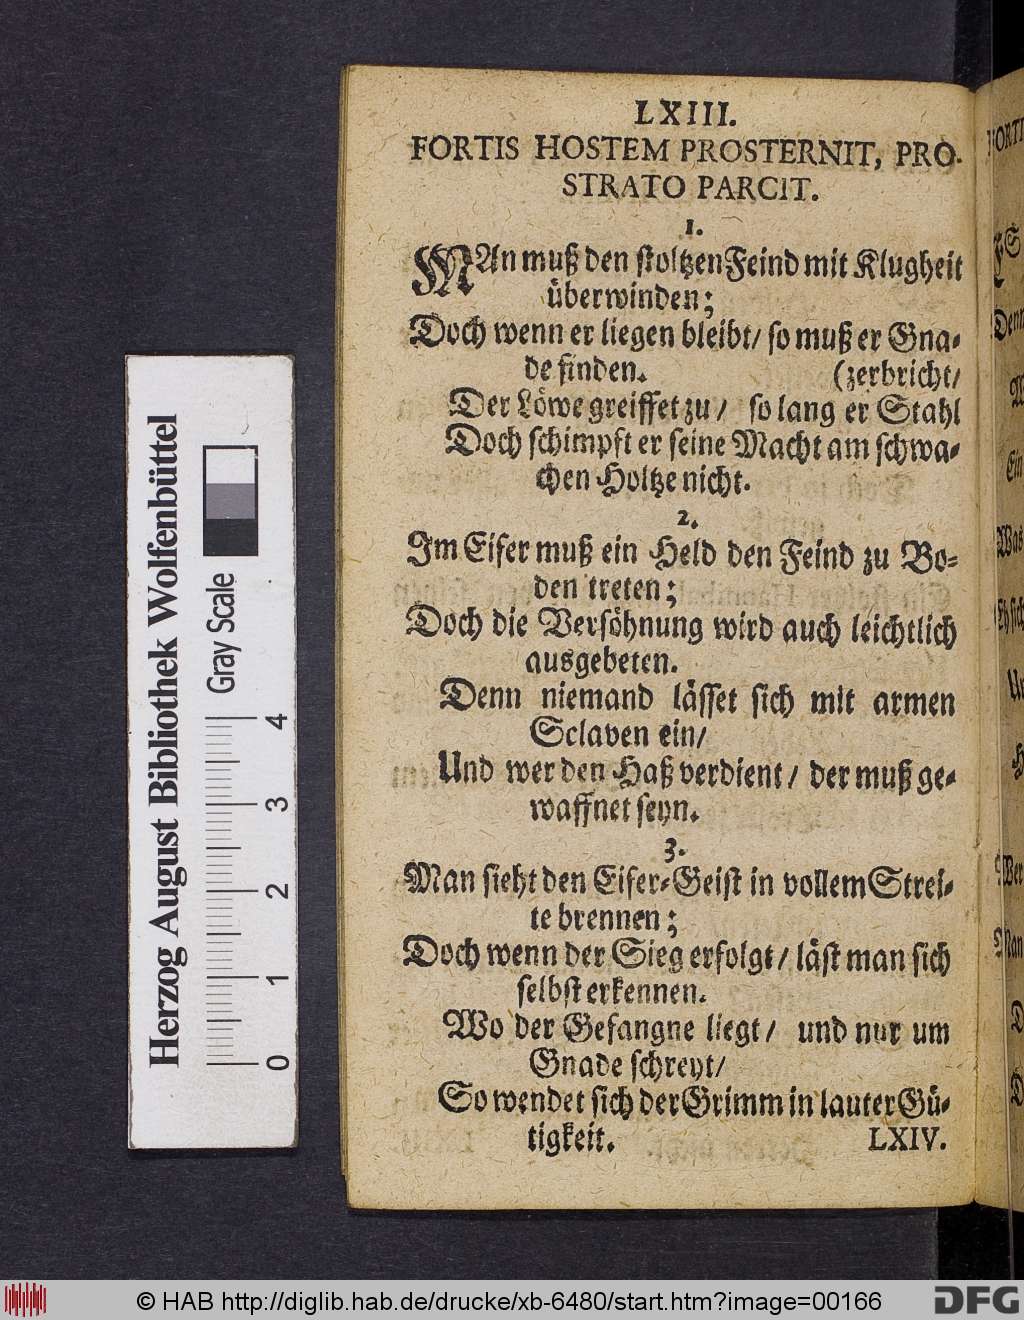 LXIII.
FORTIS HOSTEM PROSTERNIT, PRO-
STRATO PARCIT.
1.
MAn muß den stoltzen Feind mit Klugheit
überwinden;
Doch wenn er liegen bleibt/ so muß er Gna-
de finden. (zerbricht/
Der Löwe greiffet zu/ so lang er Stahl
Doch schimpft er seine Macht am schwa-
chen Holtze nicht.
2.
Im Eifer muß ein Held den Feind zu Bo-
den treten;
Doch die Versöhnung wird auch leichtlich
ausgebeten.
Denn niemand lässet sich mit armen
Sclaven ein/
Und wer den Haß verdient/ der muß ge-
waffnet seyn.
3.
Man sieht den Eifer-Geist in vollem Strei-
te brennen;
Doch wenn der Sieg erfolgt/ läst man sich
selbst erkennen.
Wo der Gefangne liegt/ und nur um
Gnade schreyt/
So wendet sich der Grimm in lauter Gü-
tigkeit. LXIV.
Herzog August Bibliothek Wolfenbüttel
Gray Scale
0 1 2 3 4
© HAB http://diglib.hab.de/drucke/xb-6480/start.htm?image=00166
DFG